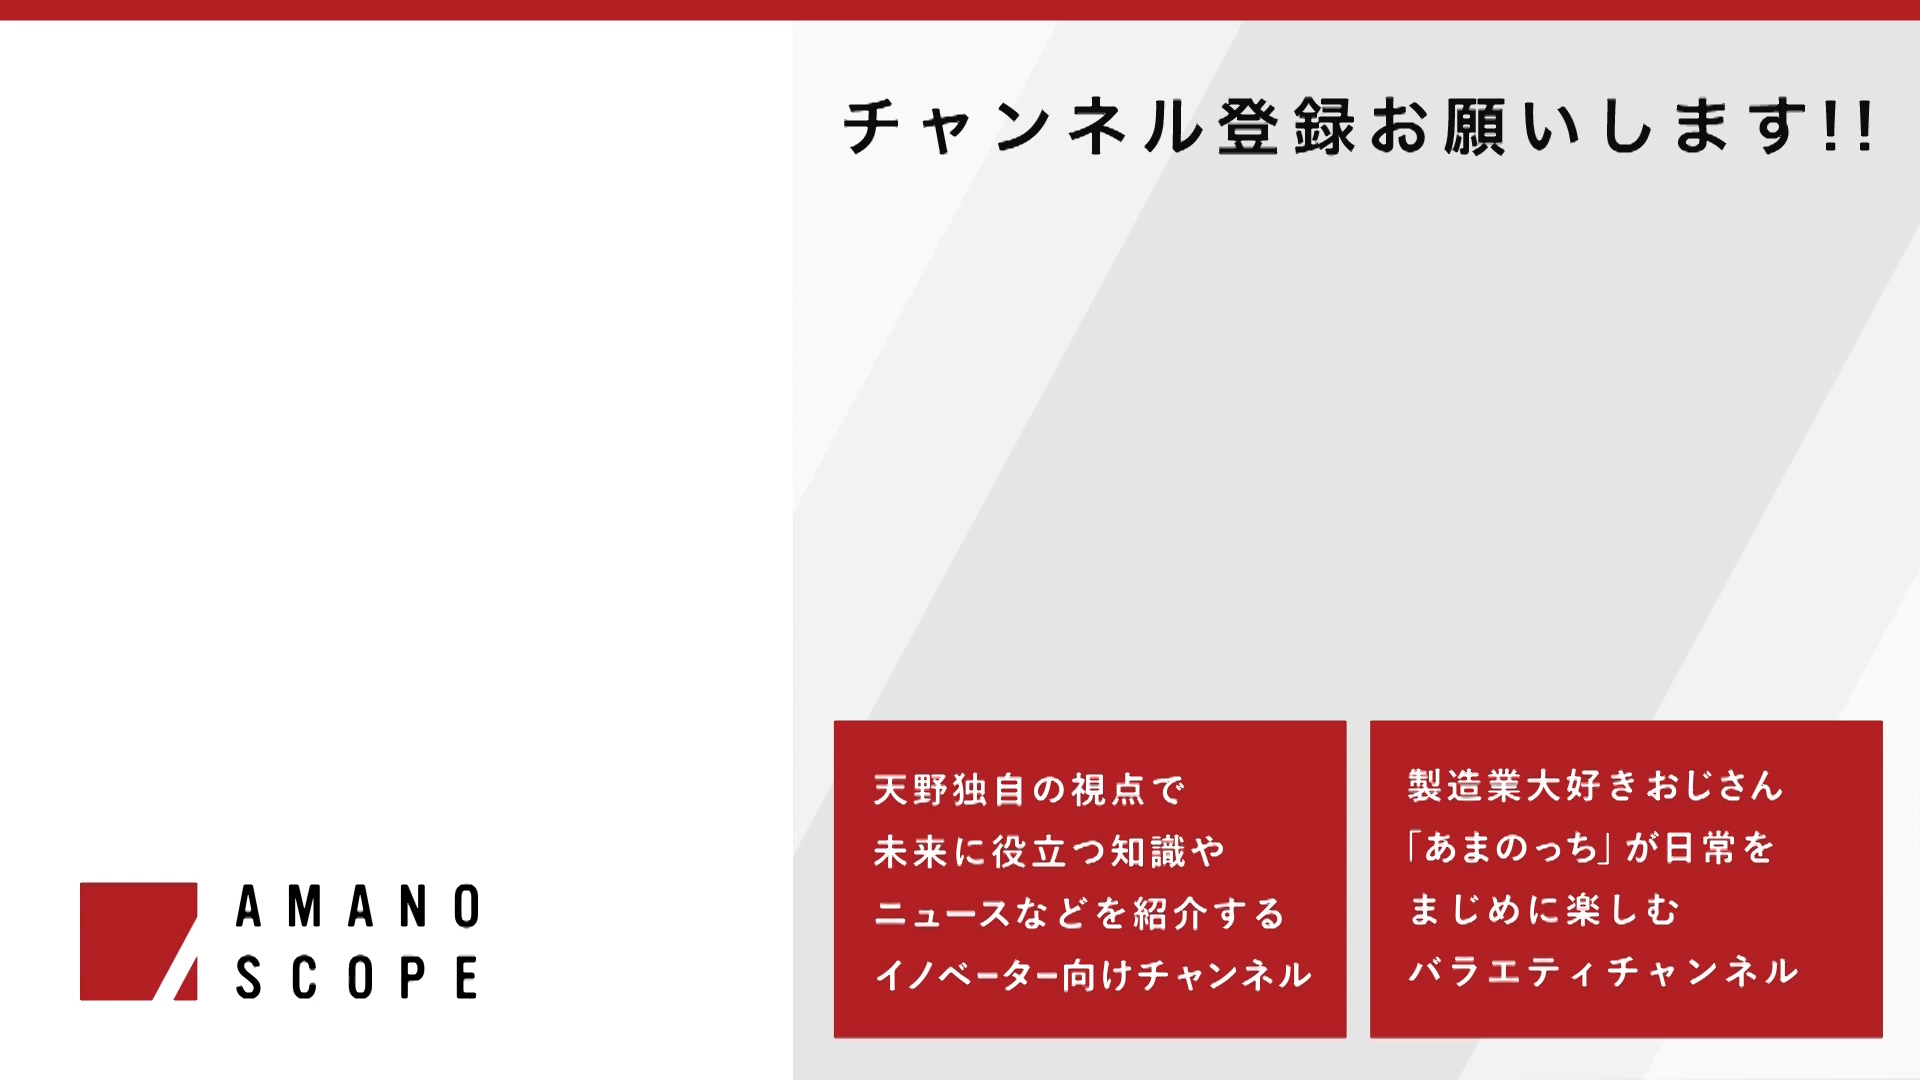 チャンネル登録お願いします!!
天野独自の視点で
未来に役立つ知識や
ニュースなどを紹介する
イノベーター向けチャンネル
製造業大好きおじさん
「あまのっち」が日常を
まじめに楽しむ
バラエティチャンネル
AMANO
SCOPE